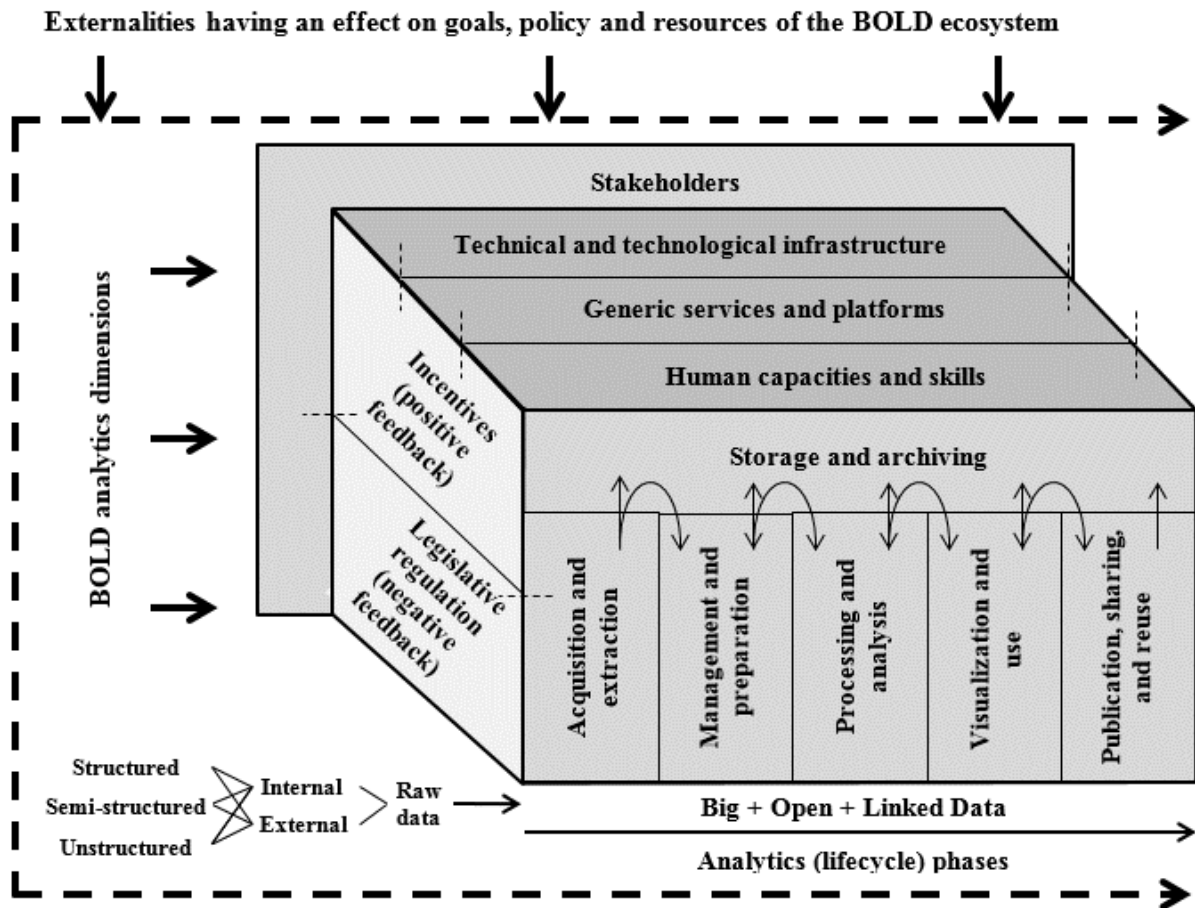 Externalities having an effect on goals, policy and resources of the BOLD ecosystem
Stakeholders
Technical and technological infrastructure
Generic services and platforms
Human capacities and skills
BOLD analytics dimensions
Incentives
(positive
feedback)
Legislative
regulation
(negative
feedback)
Storage and archiving
Acquisition and
extraction
Management and
preparation
Processing and
analysis
Visualization and
use
Publication, sharing,
and reuse
Structured
Semi-structured
Unstructured
Internal
External
Raw
data
Big + Open + Linked Data
Analytics (lifecycle) phases